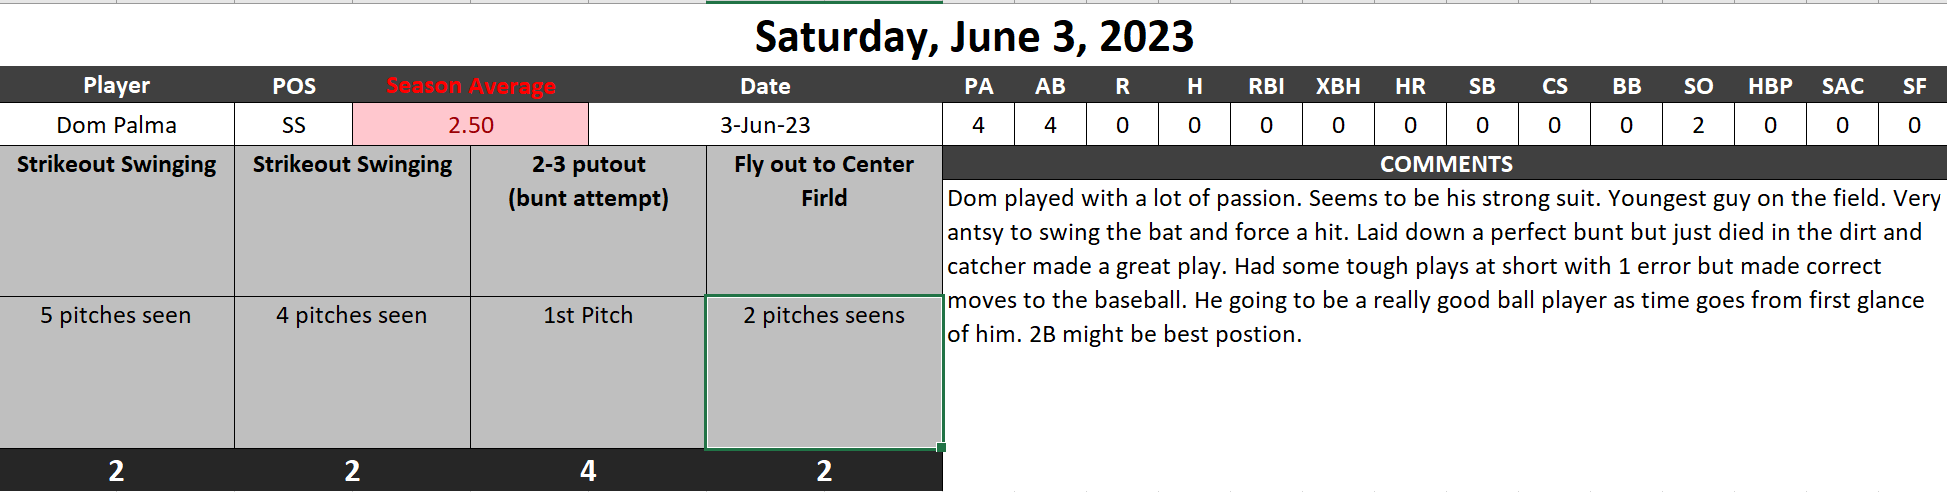 Saturday, June 3, 2023
Player POS Season Average Date PA AB R H RBI XBH HR SB CS BB SO HBP SAC SF
Dom Palma SS 2.50 3-Jun-23 4 4 0 0 0 0 0 0 0 0 2 0 0 0
Strikeout Swinging
Strikeout Swinging
2-3 putout
(bunt attempt)
Fly out to Center
Firld
5 pitches seen
4 pitches seen
1st Pitch
2 pitches seens
2 2 4 2
COMMENTS
Dom played with a lot of passion. Seems to be his strong suit. Youngest guy on the field. Very
antsy to swing the bat and force a hit. Laid down a perfect bunt but just died in the dirt and
catcher made a great play. Had some tough plays at short with 1 error but made correct
moves to the baseball. He going to be a really good ball player as time goes from first glance
of him. 2B might be best postion.